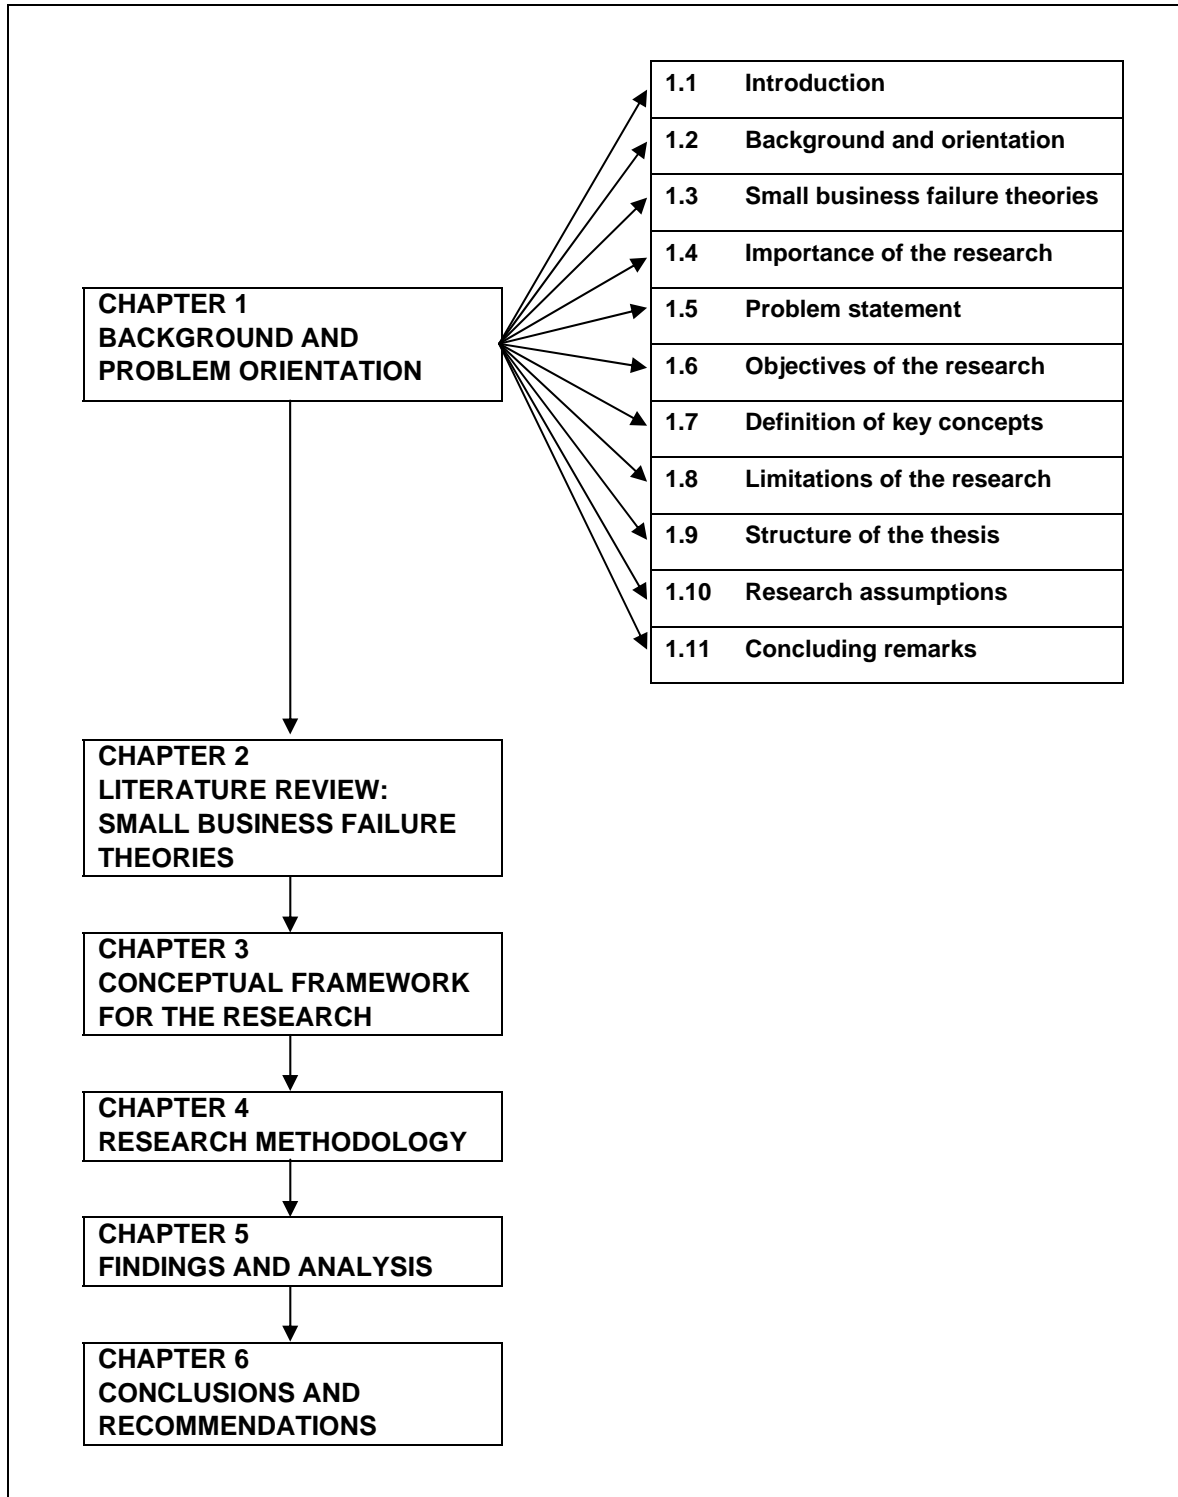 1.1 Introduction
1.2 Background and orientation
1.3 Small business failure theories
1.4 Importance of the research
1.5 Problem statement
1.6 Objectives of the research
1.7 Definition of key concepts
1.8 Limitations of the research
1.9 Structure of the thesis
1.10 Research assumptions
1.11 Concluding remarks
CHAPTER 1
BACKGROUND AND
PROBLEM ORIENTATION
CHAPTER 2
LITERATURE REVIEW:
SMALL BUSINESS FAILURE
THEORIES
CHAPTER 3
CONCEPTUAL FRAMEWORK
FOR THE RESEARCH
CHAPTER 4
RESEARCH METHODOLOGY
CHAPTER 5
FINDINGS AND ANALYSIS
CHAPTER 6
CONCLUSIONS AND
RECOMMENDATIONS